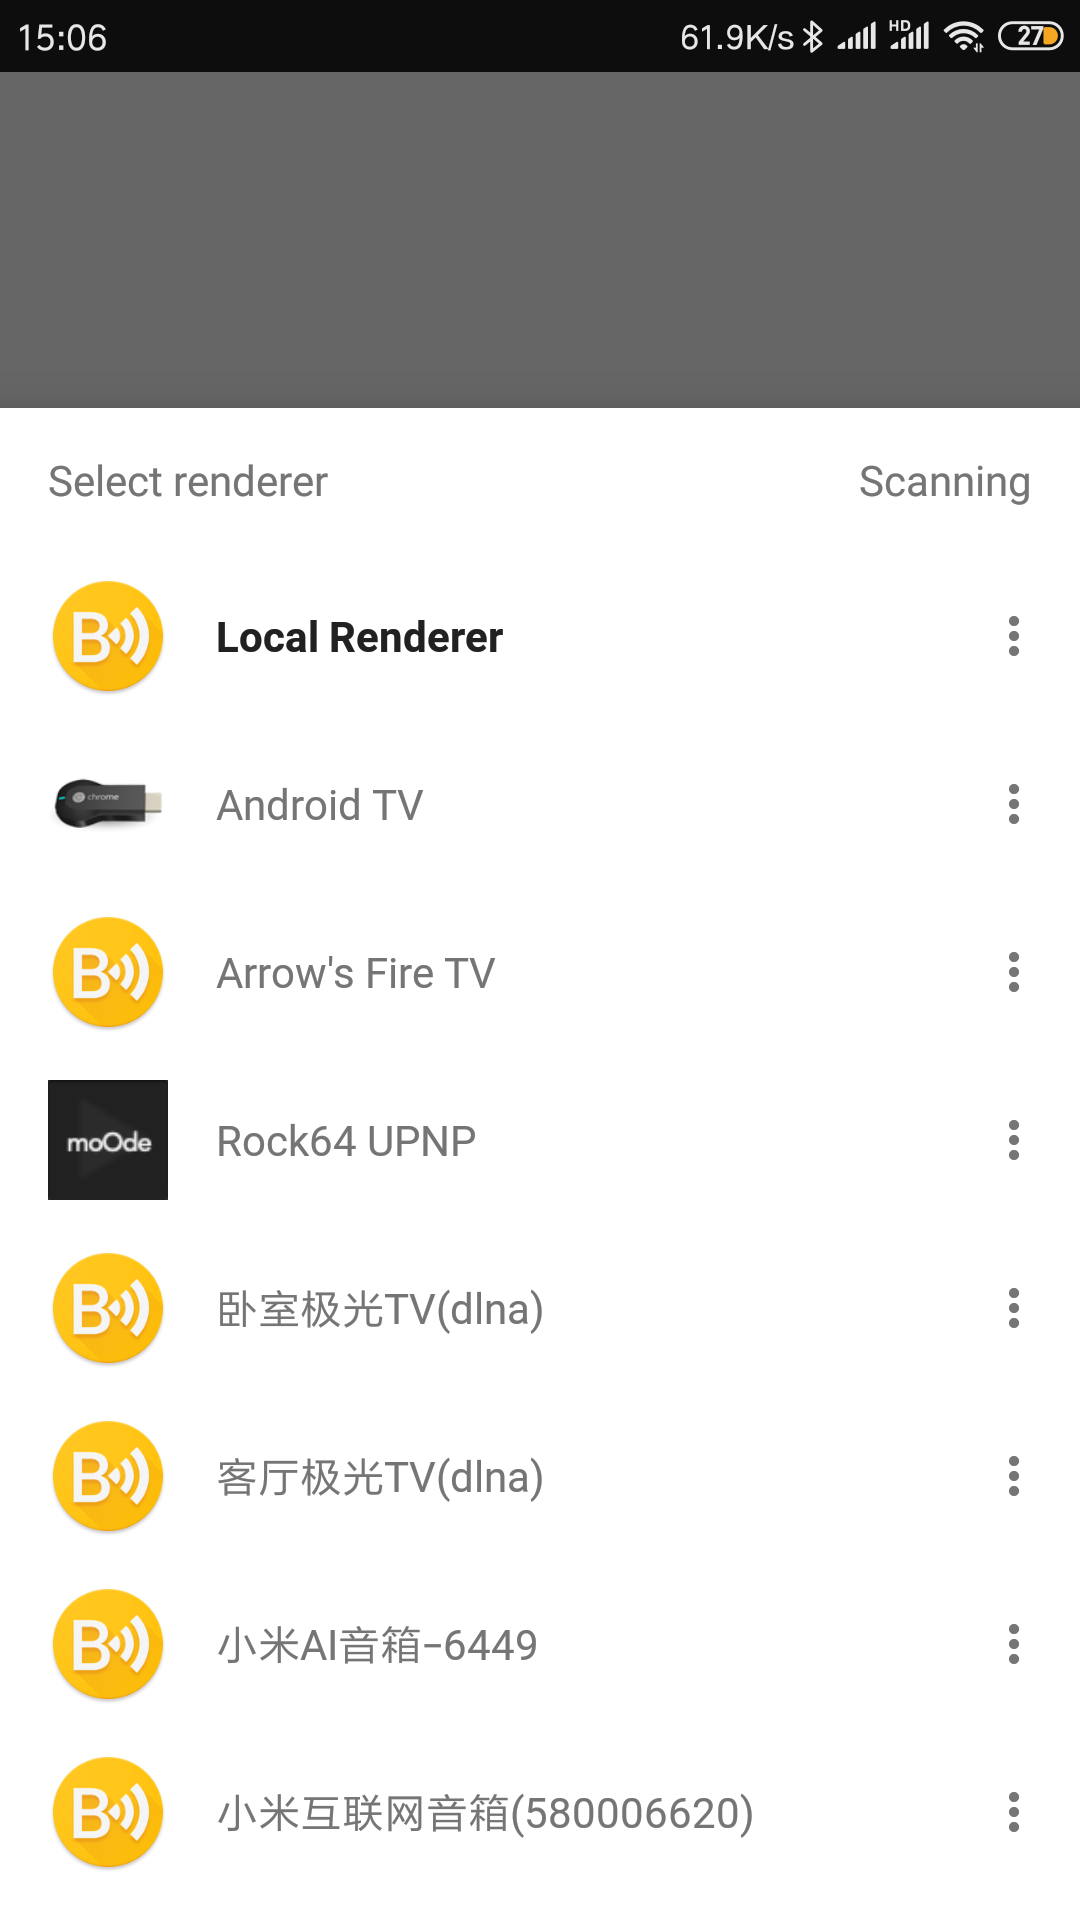 15:06 61.9K/s HD 27
Select renderer Scanning
B Local Renderer
chrome Android TV
B Arrow's Fire TV
moOde Rock64 UPNP
B 卧室极光TV(dlna)
B 客厅极光TV(dlna)
B 小米AI音箱-6449
B 小米互联网音箱(580006620)